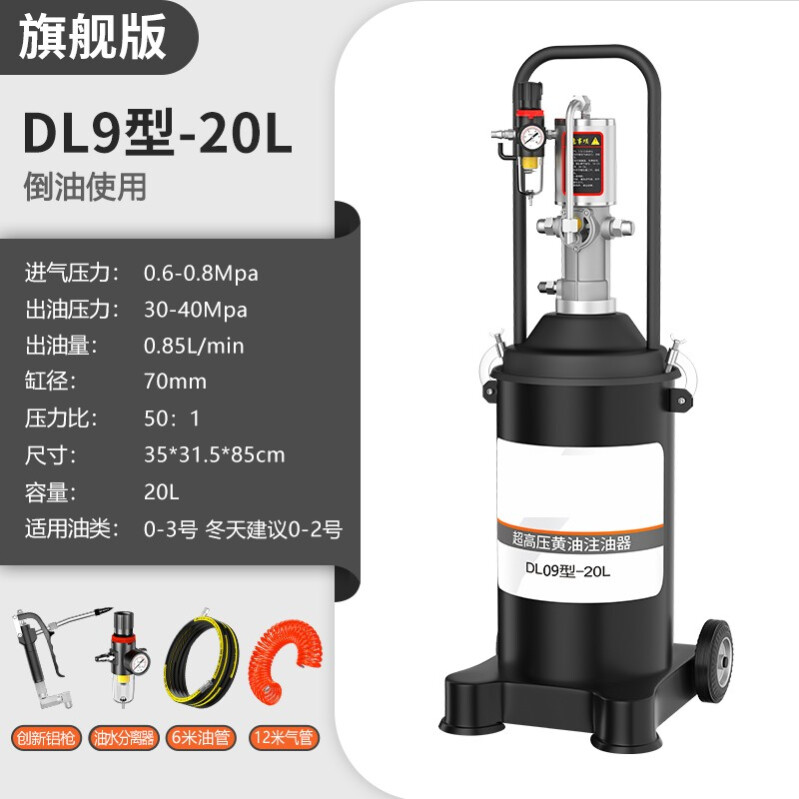 旗舰版
DL9型-20L
倒油使用
进气压力： 0.6-0.8Mpa
出油压力： 30-40Mpa
出油量： 0.85L/min
缸径： 70mm
压力比： 50：1
尺寸： 35*31.5*85cm
容量： 20L
适用油类： 0-3号 冬天建议0-2号
超高压黄油注油器
DL09型-20L
创新铝枪 油水分离器 6米油管 12米气管